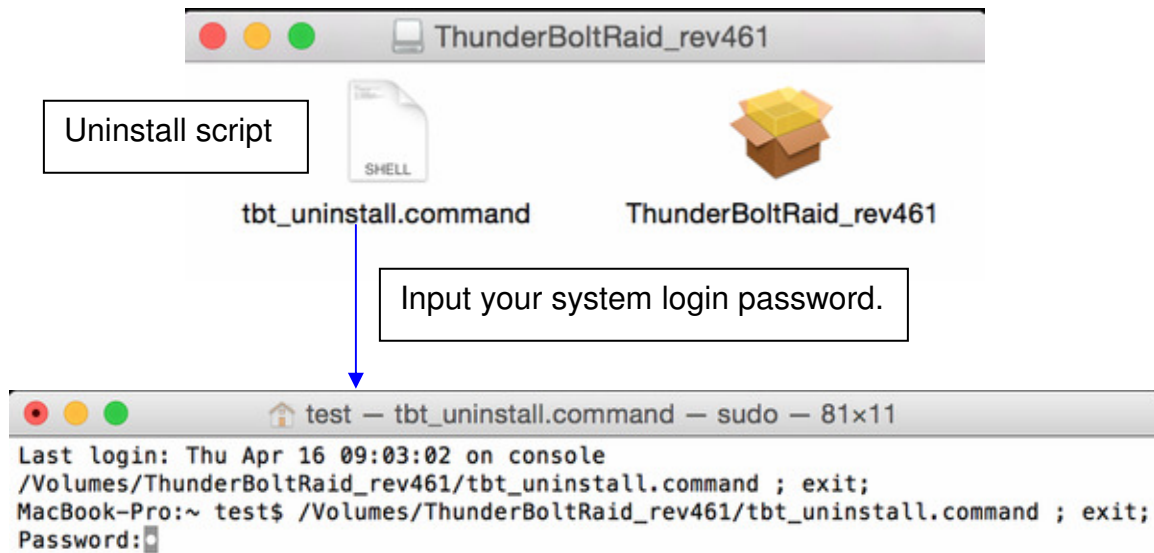 ThunderBoltRaid_rev461
Uninstall script
SHELL
tbt_uninstall.command
ThunderBoltRaid_rev461
Input your system login password.
test — tbt_uninstall.command — sudo — 81×11
Last login: Thu Apr 16 09:03:02 on console
/Volumes/ThunderBoltRaid_rev461/tbt_uninstall.command ; exit;
MacBook-Pro:~ test$ /Volumes/ThunderBoltRaid_rev461/tbt_uninstall.command ; exit;
Password: